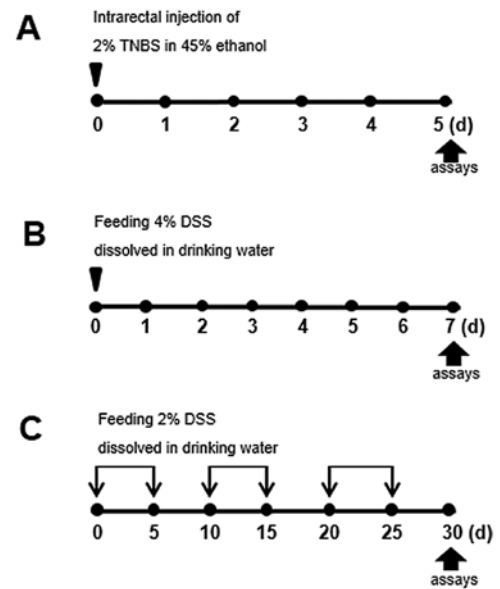 A
Intrarectal injection of
2% TNBS in 45% ethanol
0 1 2 3 4 5 (d)
assays
B
Feeding 4% DSS
dissolved in drinking water
0 1 2 3 4 5 6 7 (d)
assays
C
Feeding 2% DSS
dissolved in drinking water
0 5 10 15 20 25 30 (d)
assays